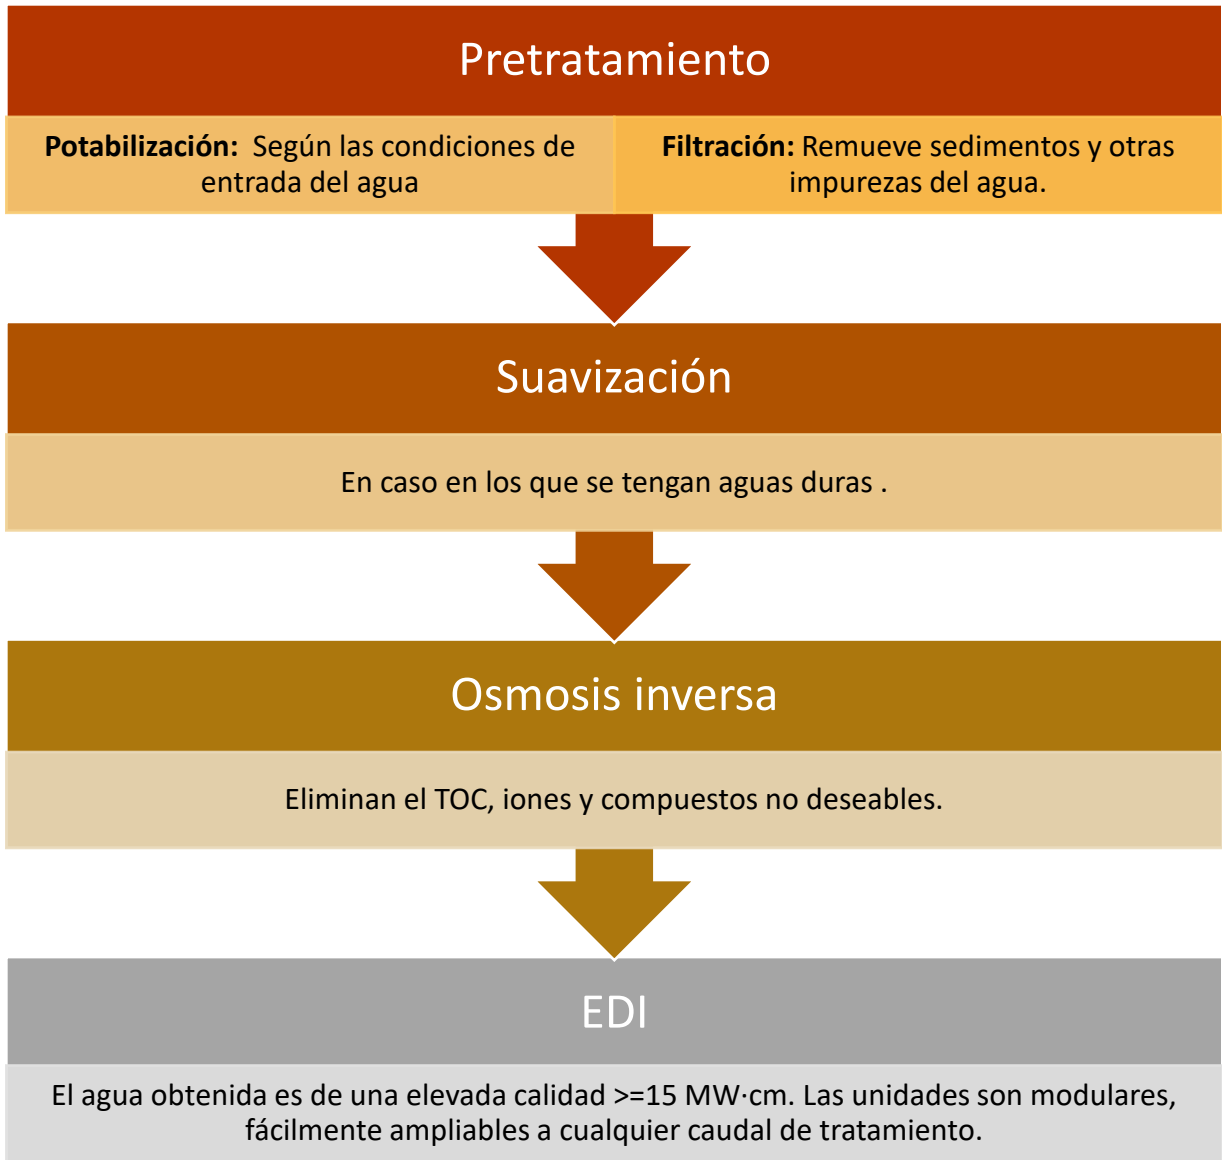 Pretratamiento
Potabilización: Según las condiciones de
entrada del agua
Filtración: Remueve sedimentos y otras
impurezas del agua.
Suavización
En caso en los que se tengan aguas duras .
Osmosis inversa
Eliminan el TOC, iones y compuestos no deseables.
EDI
El agua obtenida es de una elevada calidad >=15 MW·cm. Las unidades son modulares,
fácilmente ampliables a cualquier caudal de tratamiento.